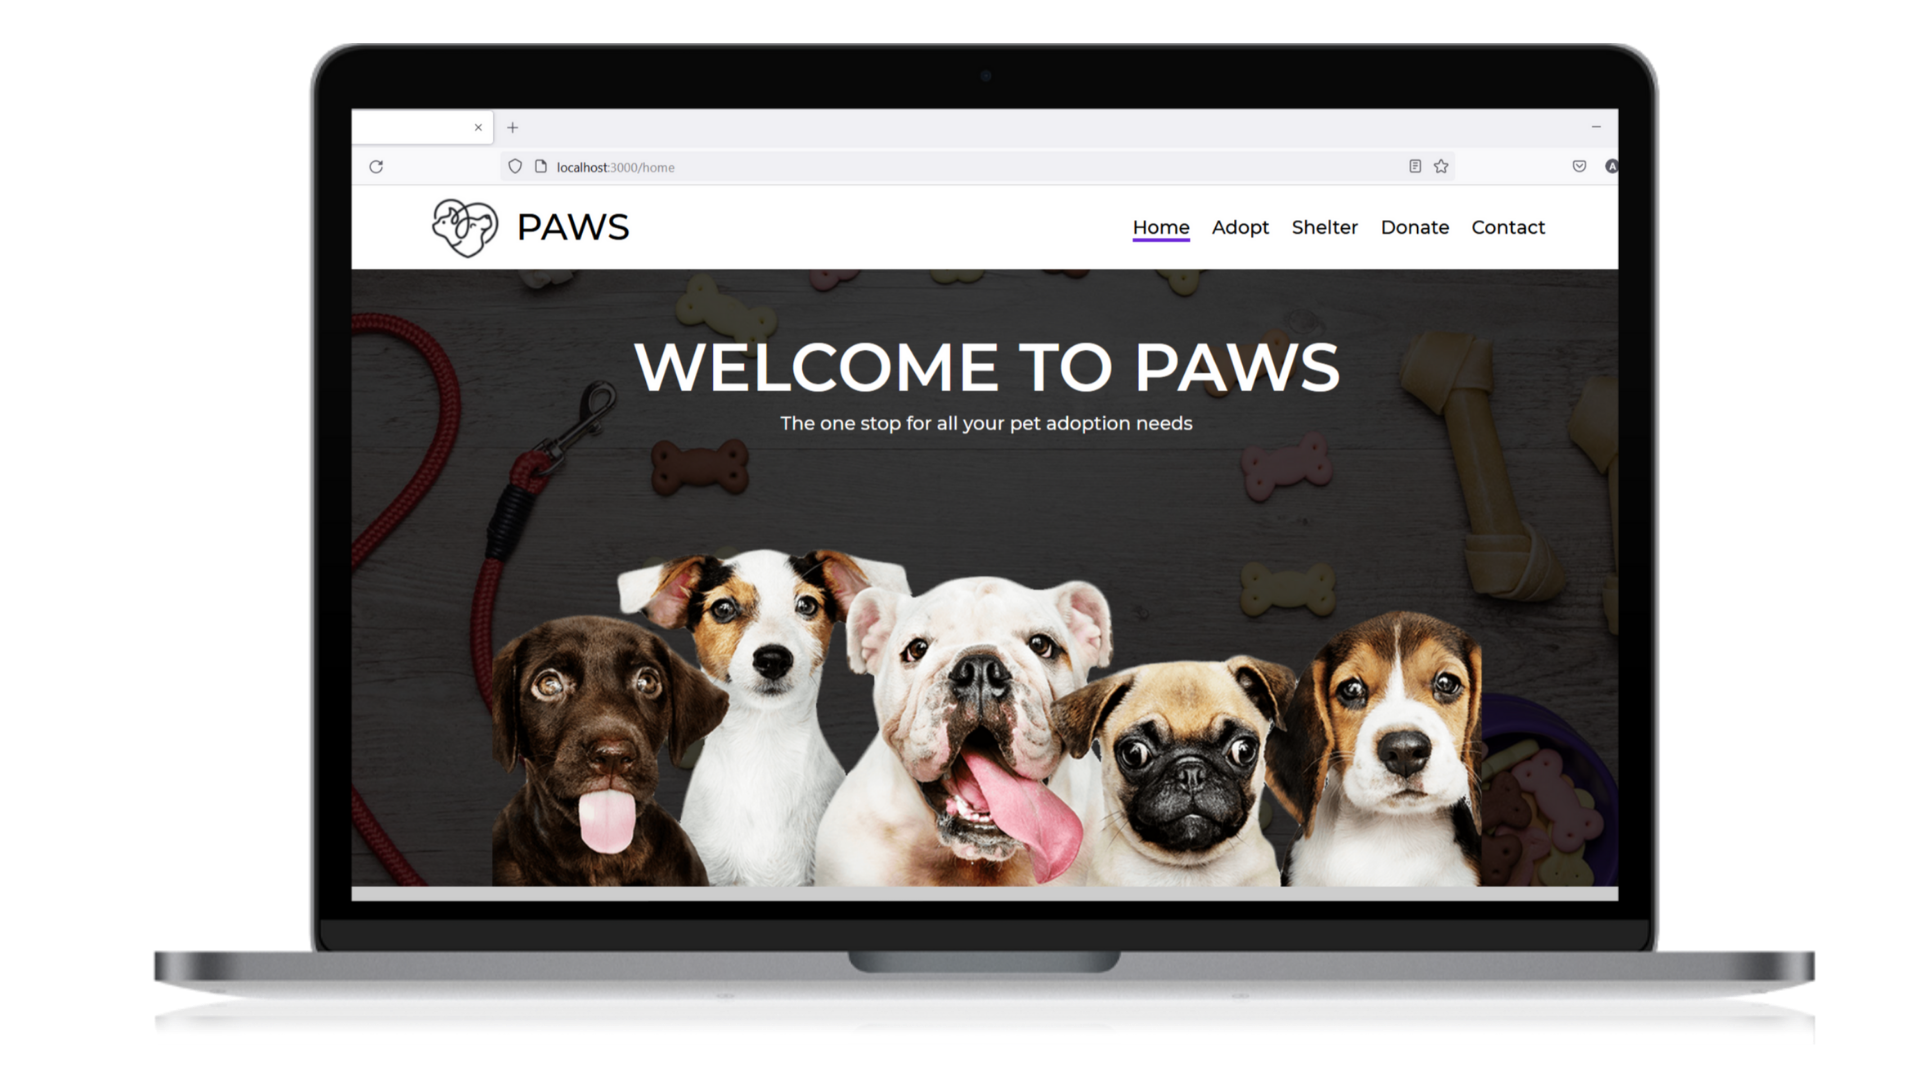 localhost:3000/home
A
PAWS
Home Adopt Shelter Donate Contact
WELCOME TO PAWS
The one stop for all your pet adoption needs